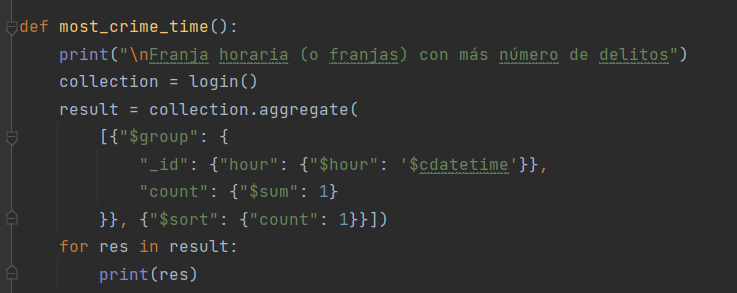 def most_crime_time():
    print("\nFranja horaria (o franjas) con más número de delitos")
    collection = login()
    result = collection.aggregate(
        [{"$group": {
            "_id": {"hour": {"$hour": '$cdatetime'}},
            "count": {"$sum": 1}
        }}, {"$sort": {"count": 1}}])
    for res in result:
        print(res)